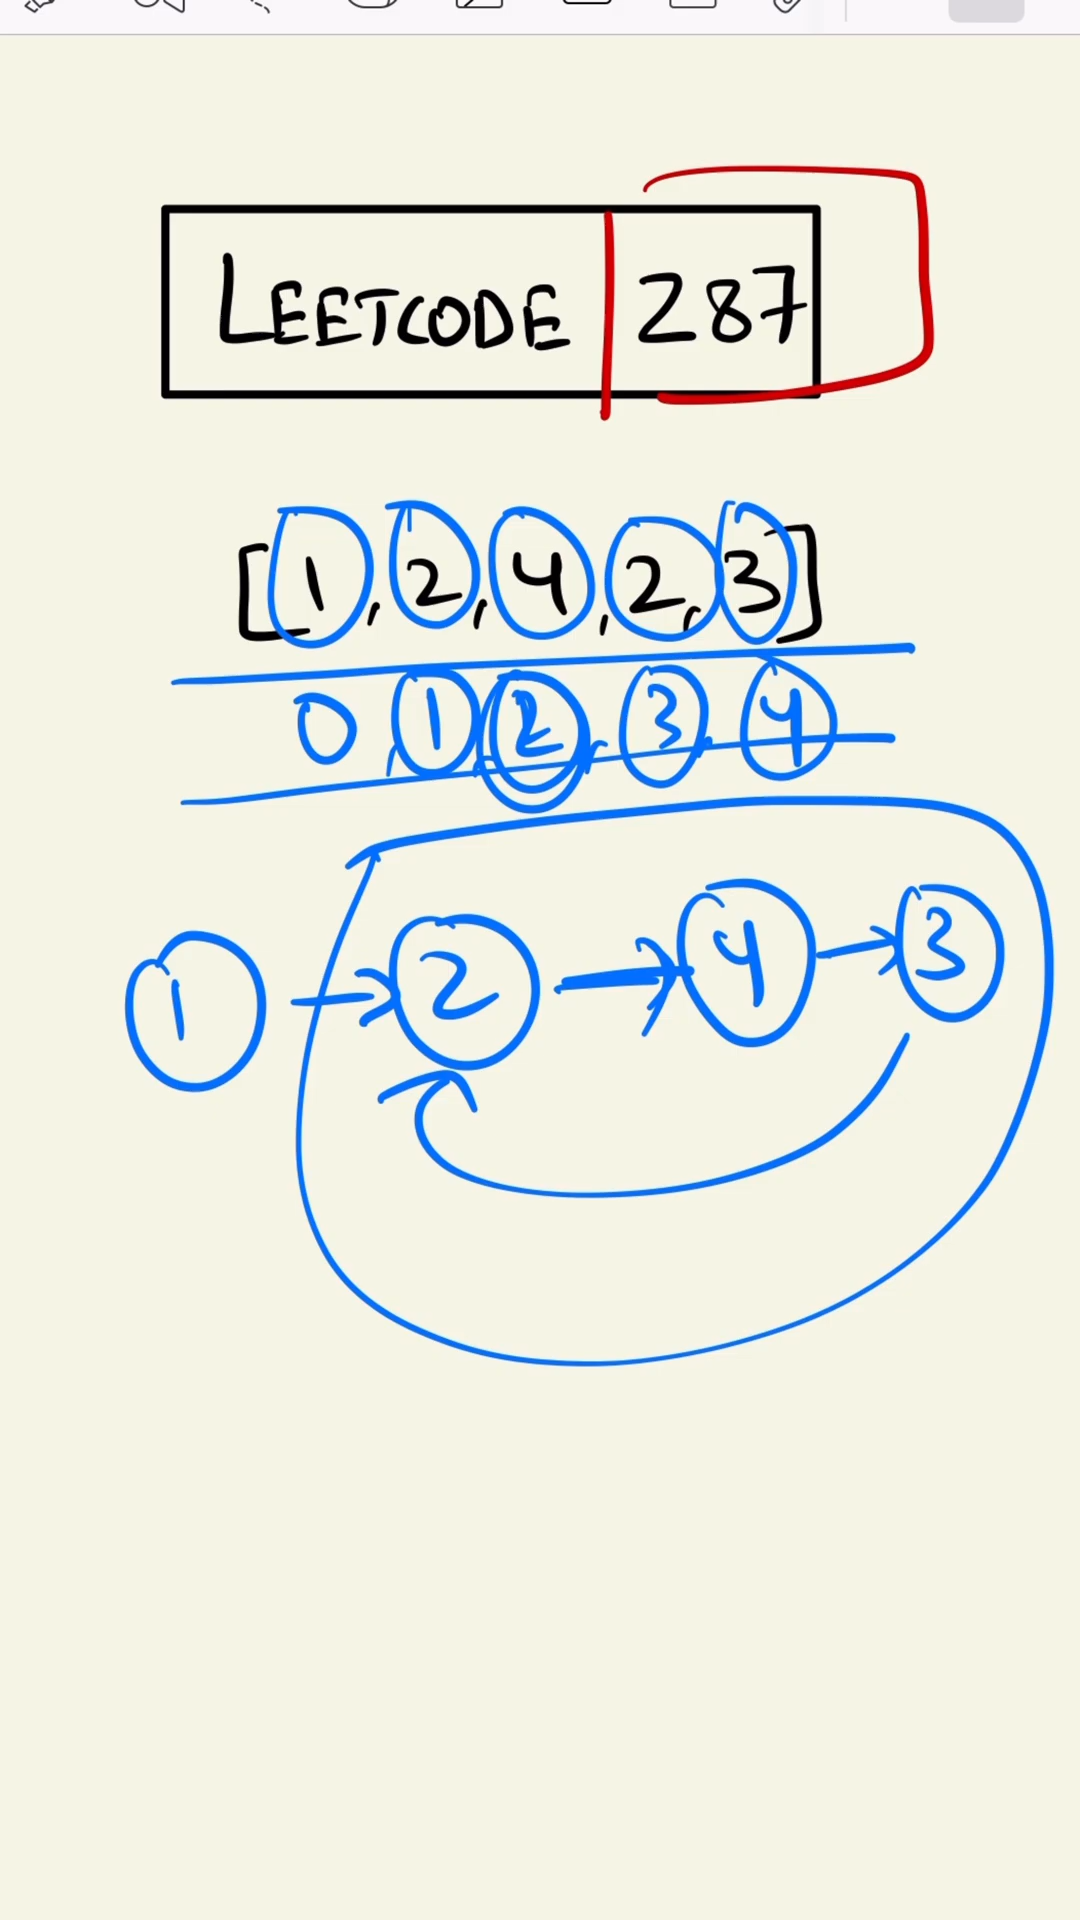 LEETCODE 287
[1, 2, 4, 2, 3]
0, 1, 2, 3, 4
1 → 2 → 4 → 3